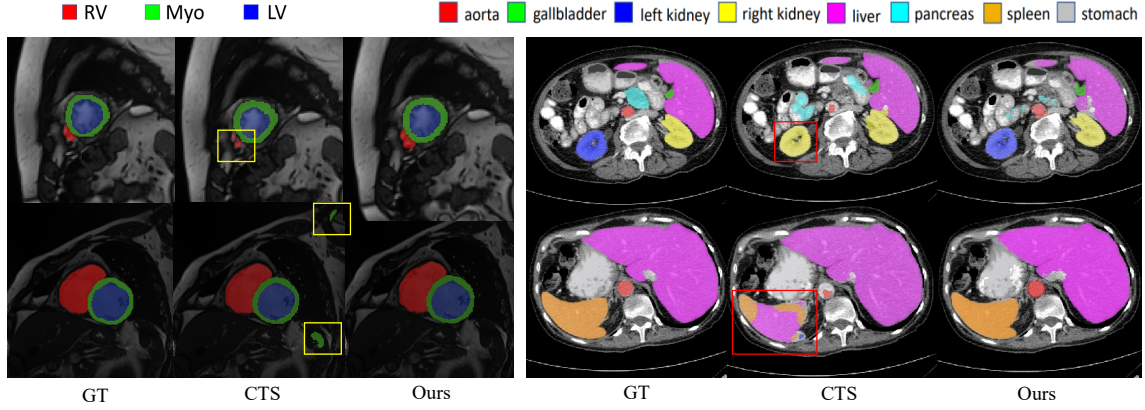 RV Myo LV
aorta gallbladder left kidney right kidney liver pancreas spleen stomach
GT CTS Ours GT CTS Ours